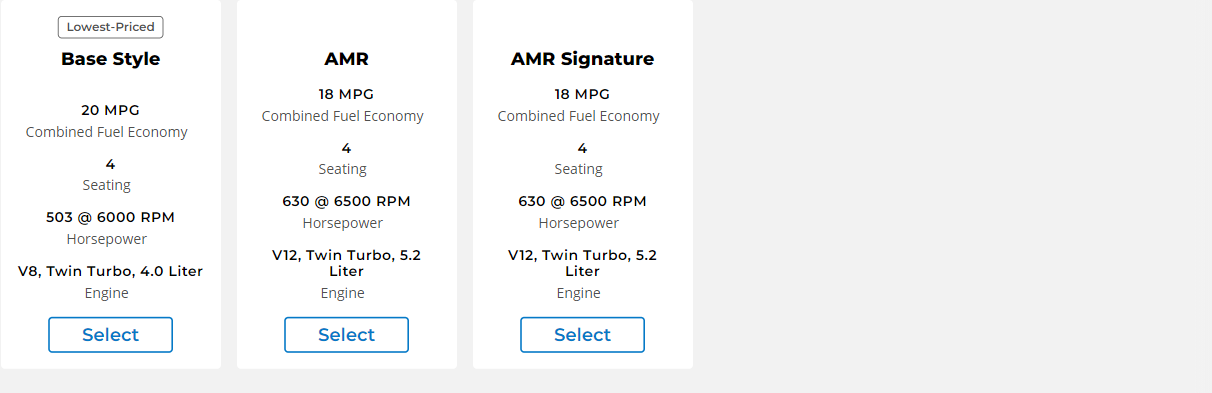 Lowest-Priced
Base Style
20 MPG
Combined Fuel Economy
4
Seating
503 @ 6000 RPM
Horsepower
V8, Twin Turbo, 4.0 Liter
Engine
Select
AMR
18 MPG
Combined Fuel Economy
4
Seating
630 @ 6500 RPM
Horsepower
V12, Twin Turbo, 5.2
Liter
Engine
Select
AMR Signature
18 MPG
Combined Fuel Economy
4
Seating
630 @ 6500 RPM
Horsepower
V12, Twin Turbo, 5.2
Liter
Engine
Select